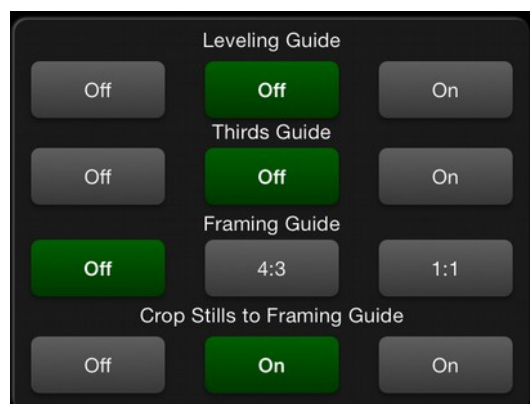 Leveling Guide
Off Off On
Thirds Guide
Off Off On
Framing Guide
Off 4:3 1:1
Crop Stills to Framing Guide
Off On On